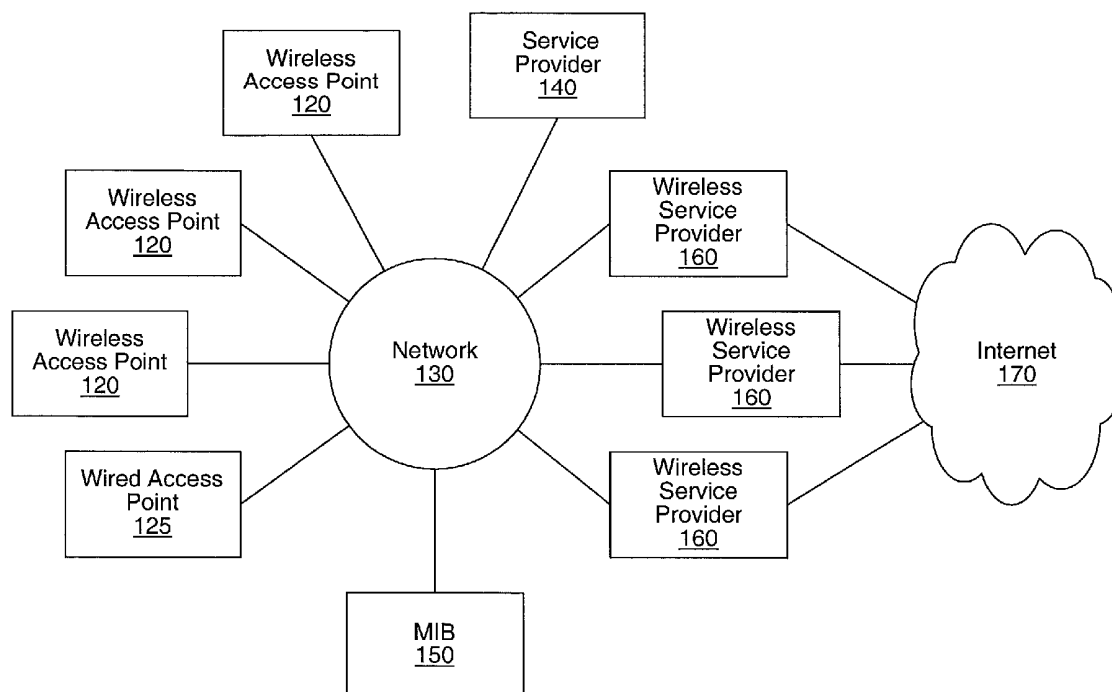 Wireless
Access Point
120
Service
Provider
140
Wireless
Access Point
120
Wireless
Service
Provider
160
Wireless
Access Point
120
Network
130
Wireless
Service
Provider
160
Internet
170
Wired Access
Point
125
Wireless
Service
Provider
160
MIB
150